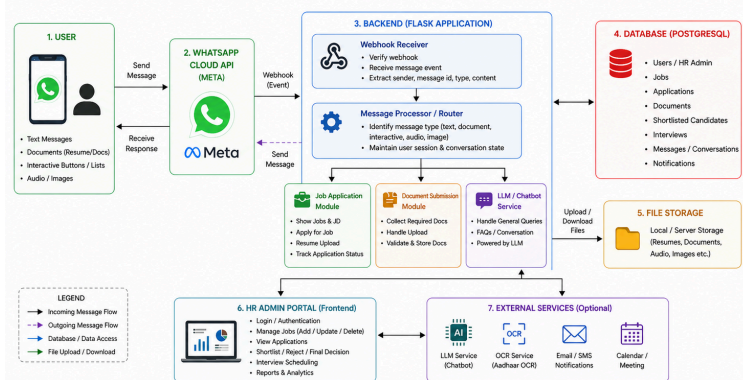 1. USER
Text Messages
Documents (Resume/Docs)
Interactive Buttons / Lists
Audio / Images
Send
Message
Receive
Response
2. WHATSAPP
CLOUD API
(META)
Meta
Webhook
(Event)
Send
Message
3. BACKEND (FLASK APPLICATION)
Webhook Receiver
Verify webhook
Receive message event
Extract sender, message id, type, content
Message Processor / Router
Identify message type (text, document,
interactive, audio, image)
Maintain user session & conversation state
Job Application
Module
Show Jobs & JD
Apply for Job
Resume Upload
Track Application Status
Document Submission
Module
Collect Required Docs
Handle Upload
Validate & Store Docs
LLM / Chatbot
Service
Handle General Queries
FAQs / Conversation
Powered by LLM
4. DATABASE (POSTGRESQL)
Users / HR Admin
Jobs
Applications
Documents
Shortlisted Candidates
Interviews
Messages / Conversations
Notifications
Upload /
Download
Files
5. FILE STORAGE
Local / Server Storage
(Resumes, Documents,
Audio, Images etc.)
LEGEND
Incoming Message Flow
Outgoing Message Flow
Database / Data Access
File Upload / Download
6. HR ADMIN PORTAL (Frontend)
Login / Authentication
Manage Jobs (Add / Update / Delete)
View Applications
Shortlist / Reject / Final Decision
Interview Scheduling
Reports & Analytics
7. EXTERNAL SERVICES (Optional)
AI
LLM Service
(Chatbot)
OCR
OCR Service
(Aadhaar OCR)
Email / SMS
Notifications
Calendar /
Meeting